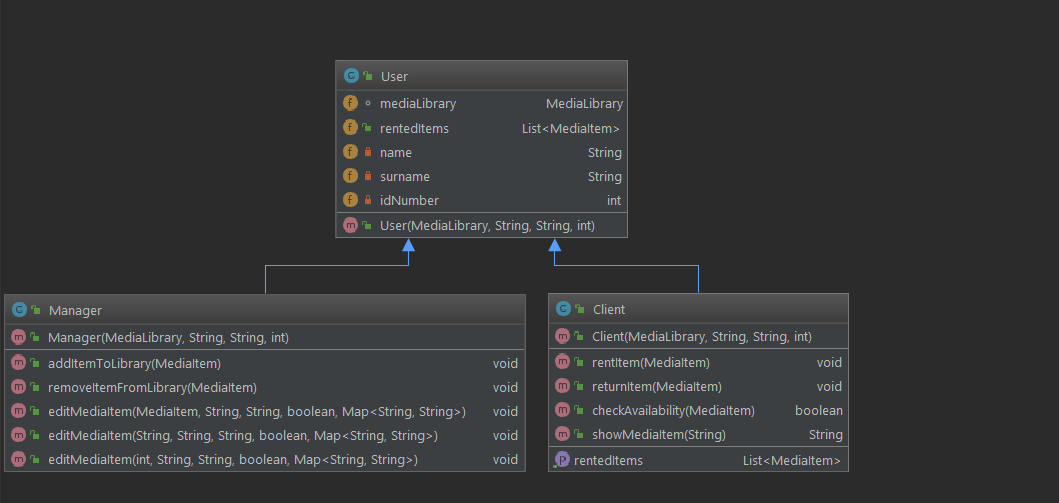 User
mediaLibrary MediaLibrary
rentedItems List<MediaItem>
name String
surname String
idNumber int
User(MediaLibrary, String, String, int)
Manager
Manager(MediaLibrary, String, String, int)
addItemToLibrary(MediaItem) void
removeItemFromLibrary(MediaItem) void
editMediaItem(MediaItem, String, String, boolean, Map<String, String>) void
editMediaItem(String, String, String, boolean, Map<String, String>) void
editMediaItem(int, String, String, boolean, Map<String, String>) void
Client
Client(MediaLibrary, String, String, int)
rentItem(MediaItem) void
returnItem(MediaItem) void
checkAvailability(MediaItem) boolean
showMediaItem(String) String
rentedItems List<MediaItem>